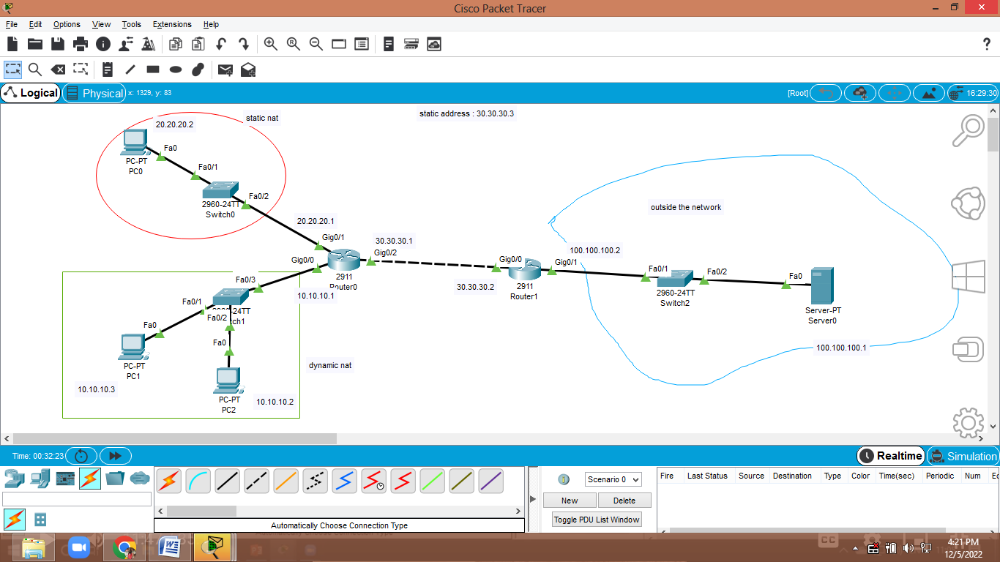 Cisco Packet Tracer
File Edit Options View Tools Extensions Help
Logical Physical x: 1329, y: 83 [Root] 16:29:30
static nat
static address : 30.30.30.3
20.20.20.2
Fa0
PC-PT
PC0
Fa0/1
Fa0/2
2960-24TT
Switch0
20.20.20.1
Gig0/1
Gig0/0
2911
Router0
30.30.30.1
Gig0/2
outside the network
100.100.100.2
Gig0/0
Gig0/1
30.30.30.2
2911
Router1
Fa0/1
Fa0/2
2960-24TT
Switch2
Fa0
Server-PT
Server0
100.100.100.1
Fa0/3
10.10.10.1
Fa0/1
24TT
Fa0/2
tch1
Fa0
PC-PT
PC1
10.10.10.3
Fa0
PC-PT
PC2
10.10.10.2
dynamic nat
Time: 00:32:23 Realtime Simulation
Scenario 0
New Delete
Toggle PDU List Window
Fire Last Status Source Destination Type Color Time(sec) Periodic Num Ed
Automatically Choose Connection Type
CC
4:21 PM
12/5/2022